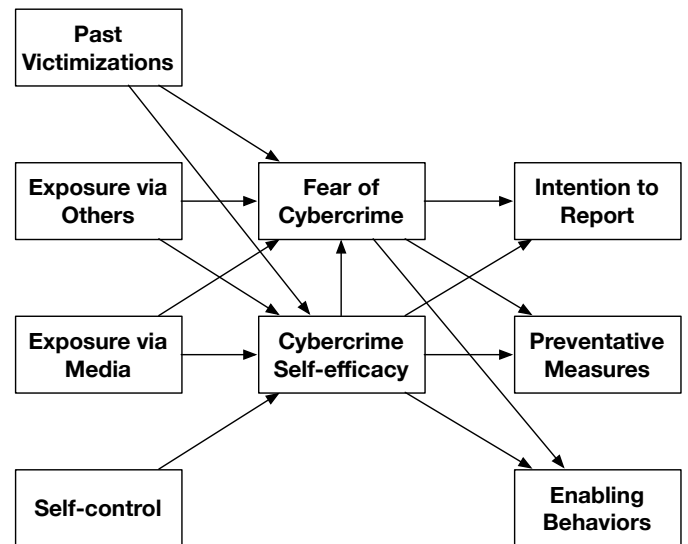 Past
Victimizations
Exposure via
Others
Fear of
Cybercrime
Intention to
Report
Exposure via
Media
Cybercrime
Self-efficacy
Preventative
Measures
Self-control
Enabling
Behaviors